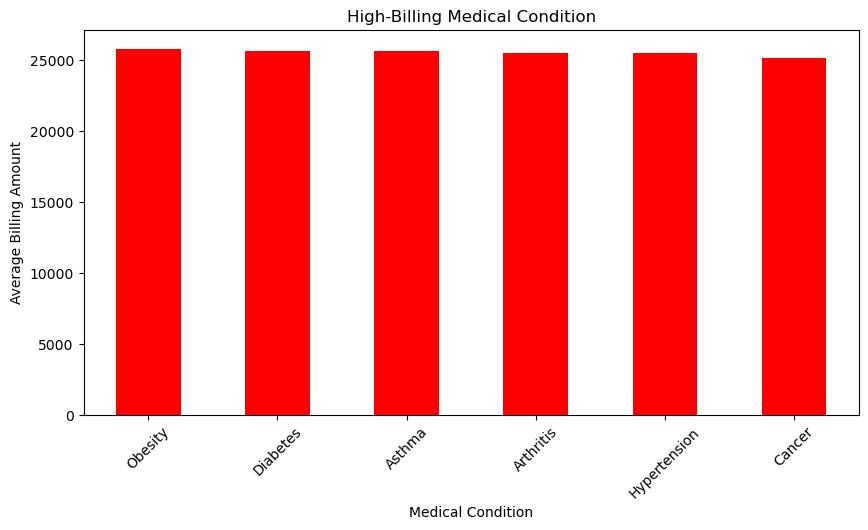 High-Billing Medical Condition
Average Billing Amount
25000
20000
15000
10000
5000
0
Obesity
Diabetes
Asthma
Arthritis
Hypertension
Cancer
Medical Condition